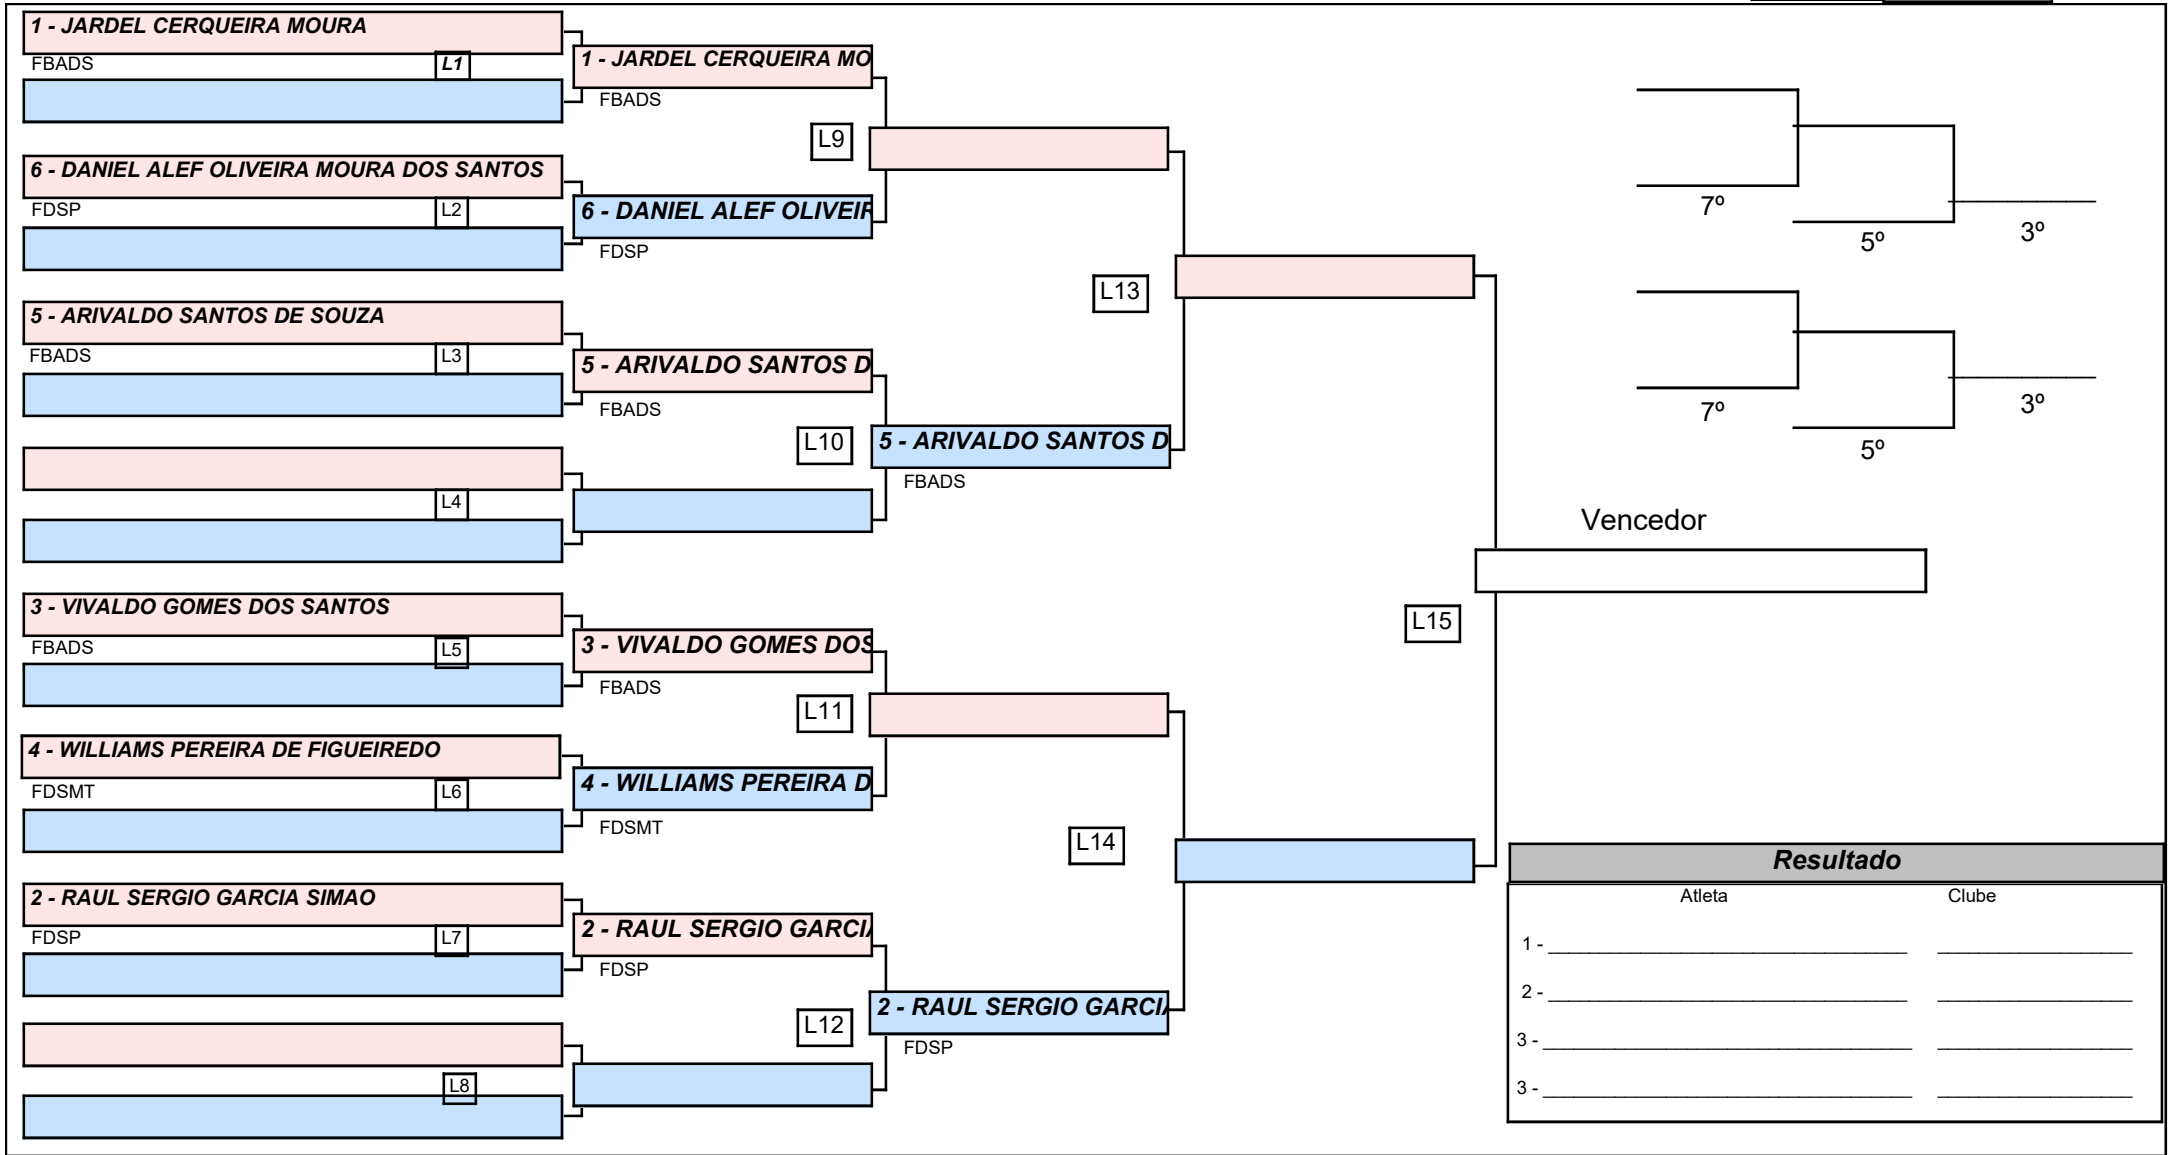 1 - JARDEL CERQUEIRA MOURA
FBADS
L1
6 - DANIEL ALEF OLIVEIRA MOURA DOS SANTOS
FDSP
L2
5 - ARIVALDO SANTOS DE SOUZA
FBADS
L3
L4
3 - VIVALDO GOMES DOS SANTOS
FBADS
L5
4 - WILLIAMS PEREIRA DE FIGUEIREDO
FDSMT
L6
2 - RAUL SERGIO GARCIA SIMAO
FDSP
L7
L8
1 - JARDEL CERQUEIRA MO
FBADS
6 - DANIEL ALEF OLIVEIR
FDSP
5 - ARIVALDO SANTOS D
FBADS
3 - VIVALDO GOMES DOS
FBADS
4 - WILLIAMS PEREIRA D
FDSMT
2 - RAUL SERGIO GARCIA
FDSP
L9
L10
5 - ARIVALDO SANTOS D
FBADS
L11
L12
2 - RAUL SERGIO GARCIA
FDSP
L13
L14
L15
7º
5º
3º
7º
5º
3º
Vencedor
Resultado
Atleta Clube
1 -
2 -
3 -
3 -